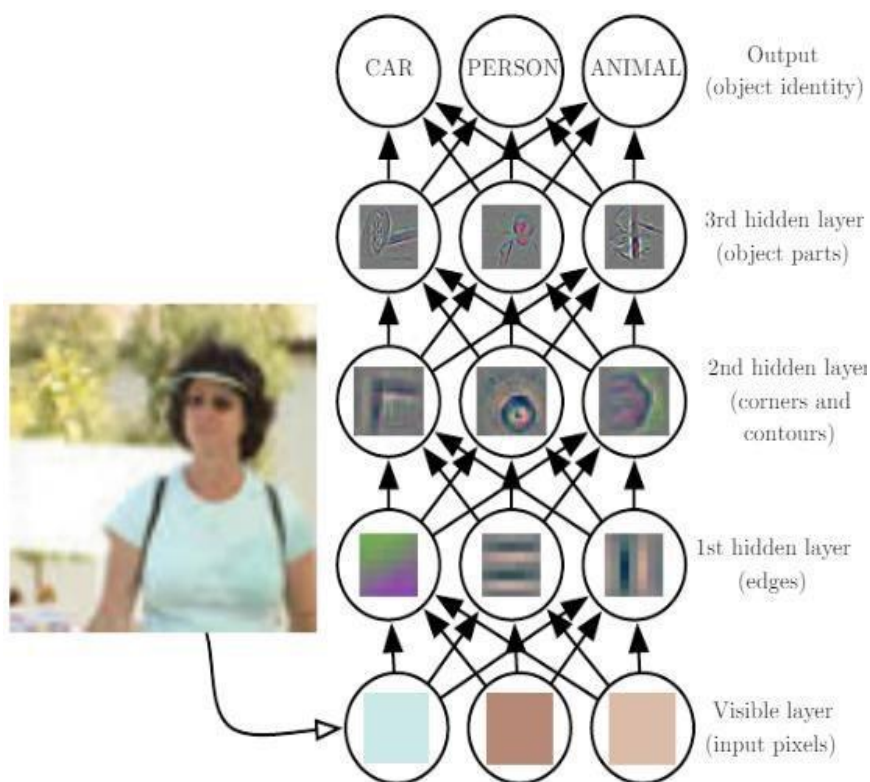 CAR PERSON ANIMAL
Output
(object identity)
3rd hidden layer
(object parts)
2nd hidden layer
(corners and
contours)
1st hidden layer
(edges)
Visible layer
(input pixels)